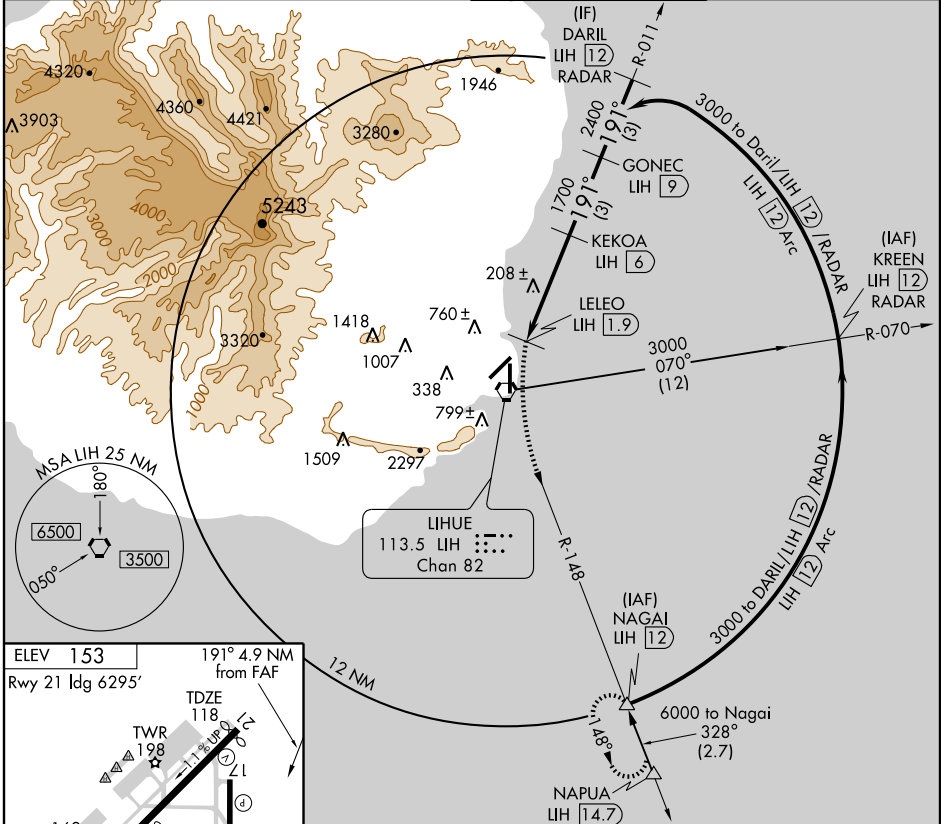 (IF)
DARIL
LIH 12
RADAR
R-011
4320
1946
4360
4421
3903
3280
2400
191°
(3)
3000 to Daril/LIH 12 /RADAR
LIH 12 Arc
GONEC
LIH 9
1700
191°
(3)
5243
4000
3000
2000
KEKOA
LIH 6
(IAF)
KREEN
LIH 12
RADAR
208 ±
LELEO
LIH 1.9
760 ±
1418
3320
1007
R-070
3000
070°
(12)
338
1000
799±
1509
2297
MSA LIH 25 NM
180°
6500
3500
050°
LIHUE
113.5 LIH
Chan 82
R-148
3000 to DARIL/LIH 12 /RADAR
LIH 12 Arc
(IAF)
NAGAI
LIH 12
12 NM
6000 to Nagai
328°
(2.7)
148°
NAPUA
LIH 14.7
ELEV 153
Rwy 21 ldg 6295'
191° 4.9 NM
from FAF
TDZE
118
21
TWR
198
1.1% UP
V
17
P